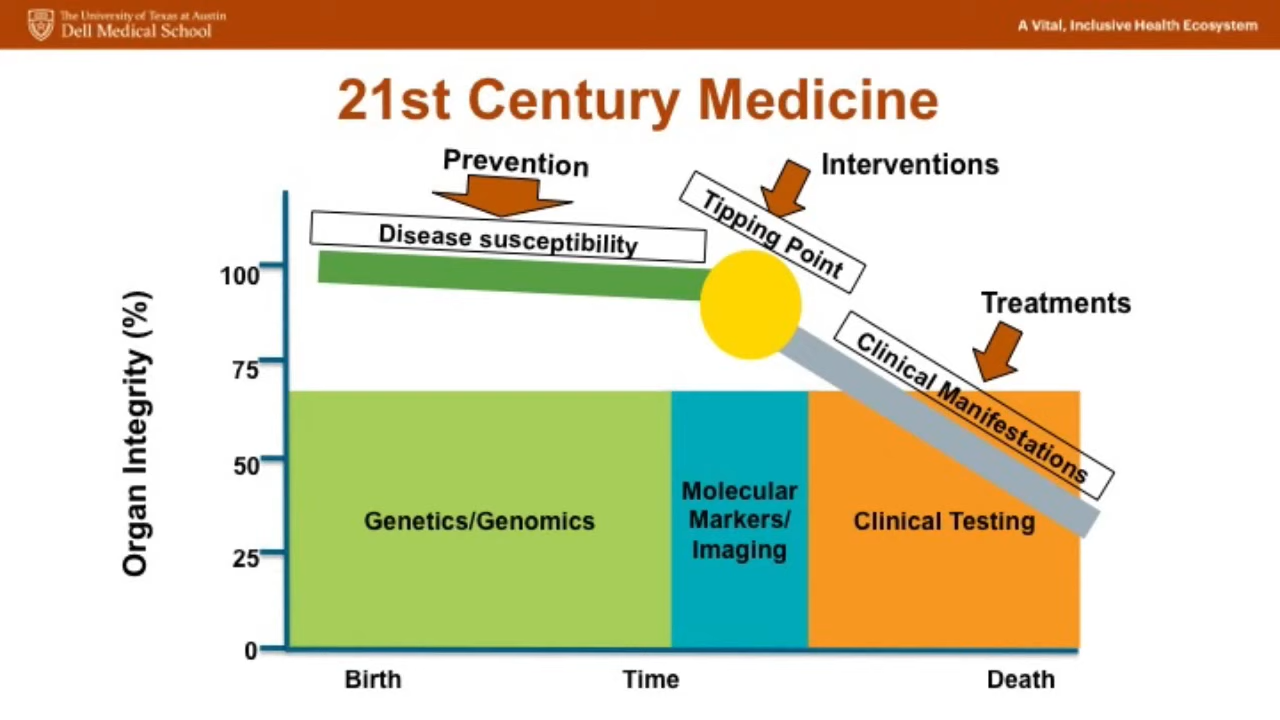 The University of Texas at Austin
Dell Medical School
A Vital, Inclusive Health Ecosystem
21st Century Medicine
Prevention
Interventions
Tipping Point
Disease susceptibility
100
Treatments
Clinical Manifestations
75
Organ Integrity (%)
50
Genetics/Genomics
Molecular
Markers/
Imaging
Clinical Testing
25
0
Birth
Time
Death